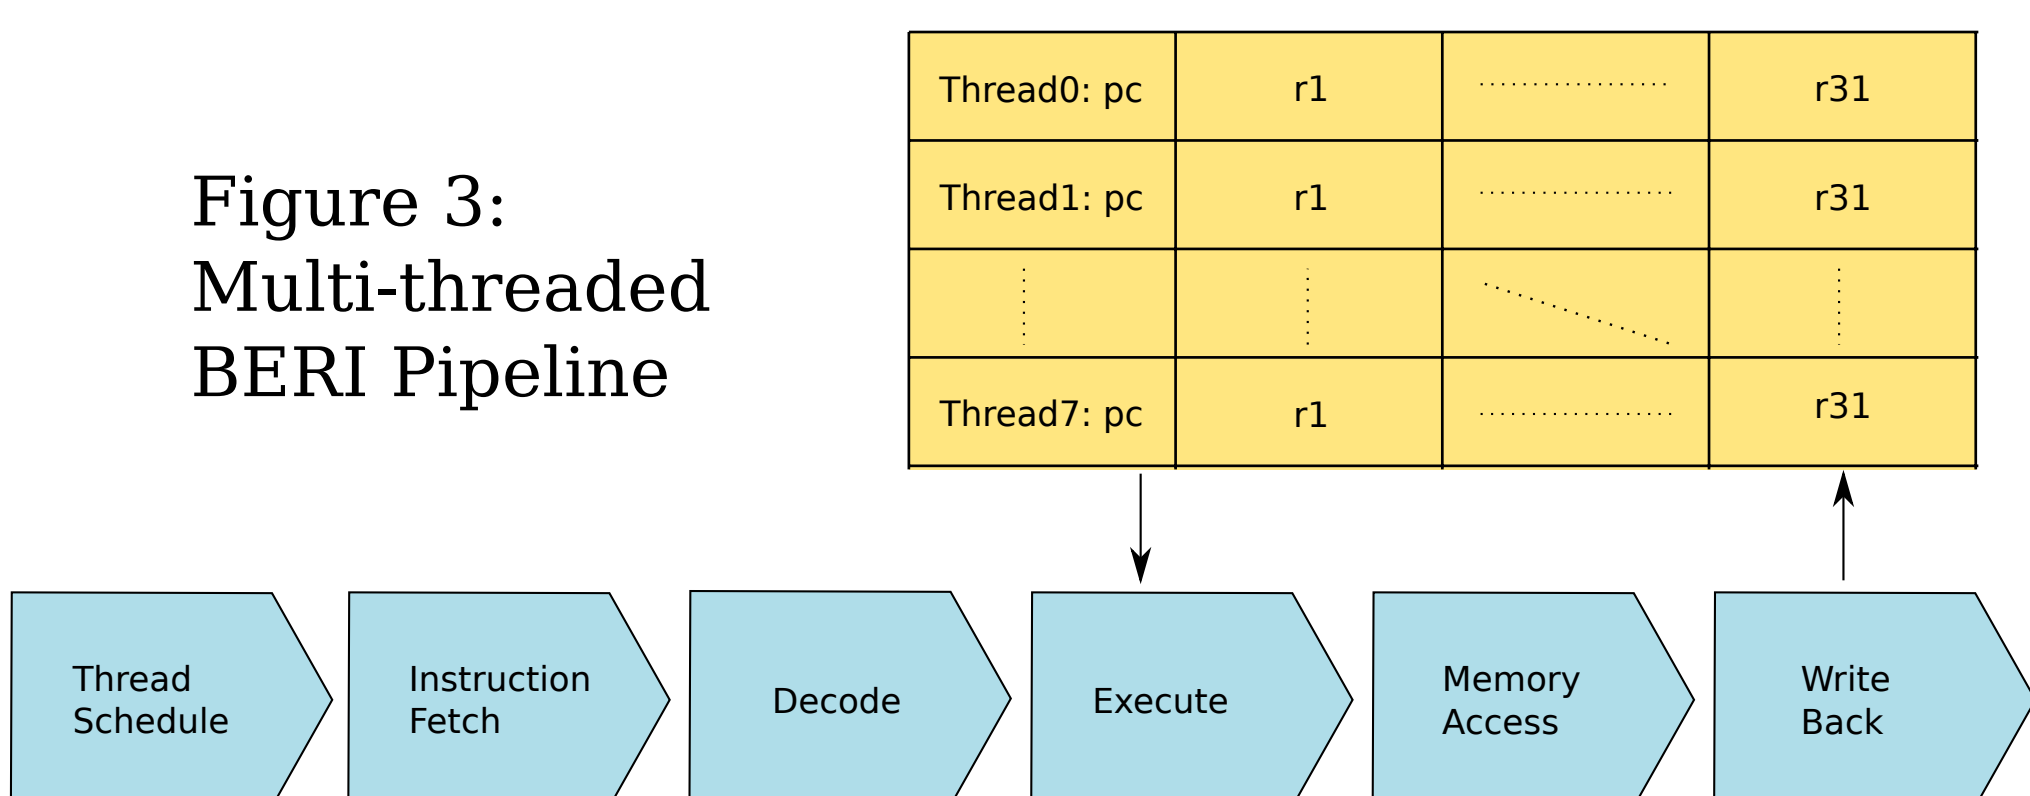 Figure 3:
Multi-threaded
BERI Pipeline
Thread0: pc r1 r31
Thread1: pc r1 r31
Thread7: pc r1 r31
Thread
Schedule
Instruction
Fetch
Decode
Execute
Memory
Access
Write
Back